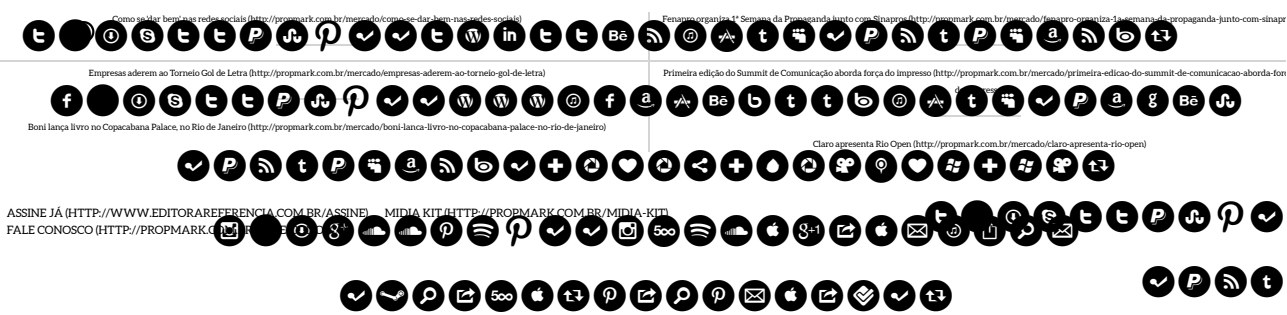 Como se 'dar bem' nas redes sociais (http://propmark.com.br/mercado/como-se-dar-bem-nas-redes-sociais)
Fenapro organiza 1ª Semana da Propaganda junto com Sinapros (http://propmark.com.br/mercado/fenapro-organiza-1a-semana-da-propaganda-junto-com-sinapr
Empresas aderem ao Torneio Gol de Letra (http://propmark.com.br/mercado/empresas-aderem-ao-torneio-gol-de-letra)
Primeira edição do Summit de Comunicação aborda força do impresso (http://propmark.com.br/mercado/primeira-edicao-do-summit-de-comunicacao-aborda-for
Boni lança livro no Copacabana Palace, no Rio de Janeiro (http://propmark.com.br/mercado/boni-lanca-livro-no-copacabana-palace-no-rio-de-janeiro)
Claro apresenta Rio Open (http://propmark.com.br/mercado/claro-apresenta-rio-open)
ASSINE JÁ (HTTP://WWW.EDITORAREFERENCIA.COM.BR/ASSINE) MIDIA KIT (HTTP://PROPMARK.COM.BR/MIDIA-KIT)
FALE CONOSCO (HTTP://PROPMARK.